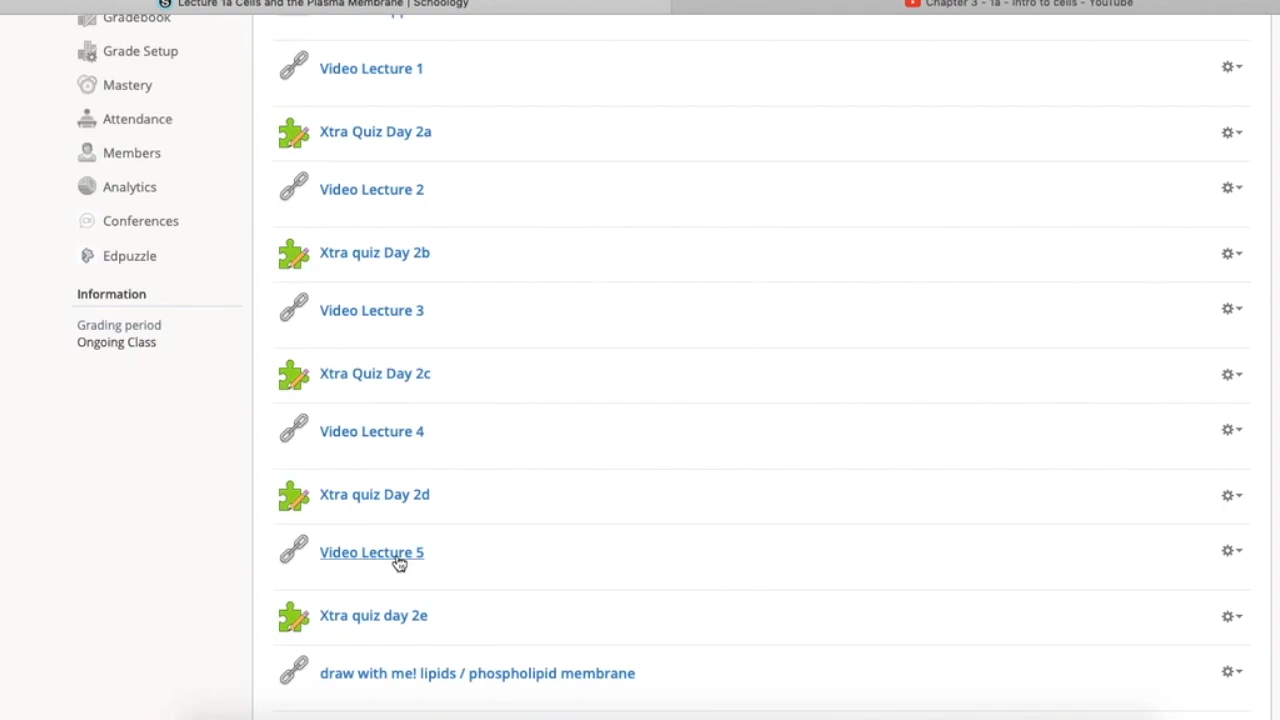 Lecture 1a Cells and the Plasma Membrane | Schoology
Chapter 3 - 1a - Intro to cells - YouTube
Gradebook
Grade Setup
Mastery
Attendance
Members
Analytics
Conferences
Edpuzzle
Information
Grading period
Ongoing Class
Video Lecture 1
Xtra Quiz Day 2a
Video Lecture 2
Xtra quiz Day 2b
Video Lecture 3
Xtra Quiz Day 2c
Video Lecture 4
Xtra quiz Day 2d
Video Lecture 5
Xtra quiz day 2e
draw with me! lipids / phospholipid membrane